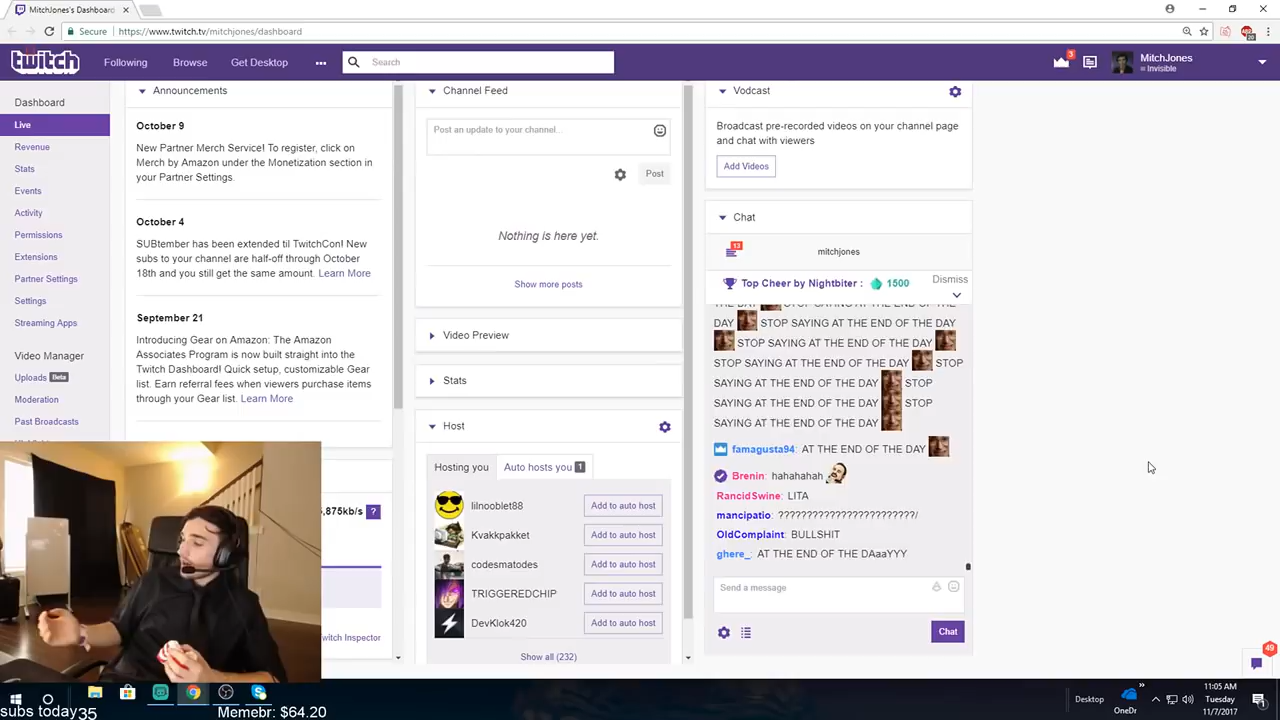 MitchJones's Dashboard
Secure
https://www.twitch.tv/mitchjones/dashboard
twitch
Following
Browse
Get Desktop
Search
3
MitchJones
Invisible
Dashboard
Live
Revenue
Stats
Events
Activity
Permissions
Extensions
Partner Settings
Settings
Streaming Apps
Video Manager
Uploads Beta
Moderation
Past Broadcasts
Announcements
October 9
New Partner Merch Service! To register, click on
Merch by Amazon under the Monetization section in
your Partner Settings.
October 4
SUBtember has been extended til TwitchCon! New
subs to your channel are half-off through October
18th and you still get the same amount. Learn More
September 21
Introducing Gear on Amazon: The Amazon
Associates Program is now built straight into the
Twitch Dashboard! Quick setup, customizable Gear
list. Earn referral fees when viewers purchase items
through your Gear list. Learn More
,875kb/s ?
Twitch Inspector
Channel Feed
Post an update to your channel...
Post
Nothing is here yet.
Show more posts
Video Preview
Stats
Host
Hosting you
Auto hosts you 1
lilnooblet88 Add to auto host
Kvakkpakket Add to auto host
codesmatodes Add to auto host
TRIGGEREDCHIP Add to auto host
DevKlok420 Add to auto host
Show all (232)
Vodcast
Broadcast pre-recorded videos on your channel page
and chat with viewers
Add Videos
Chat
13
mitchjones
Top Cheer by Nightbiter : 1500
Dismiss
THE DAY STOP SAYING AT THE END OF THE
DAY STOP SAYING AT THE END OF THE DAY
STOP SAYING AT THE END OF THE DAY
STOP SAYING AT THE END OF THE DAY STOP
SAYING AT THE END OF THE DAY STOP
SAYING AT THE END OF THE DAY STOP
SAYING AT THE END OF THE DAY
famagusta94: AT THE END OF THE DAY
Brenin: hahahahah
RancidSwine: LITA
mancipatio: ????????????????????????/
OldComplaint: BULLSHIT
ghere_: AT THE END OF THE DAaaYYY
Send a message
Chat
49
subs today35
Memebr: $64.20
Desktop
OneDr
11:05 AM
Tuesday
11/7/2017